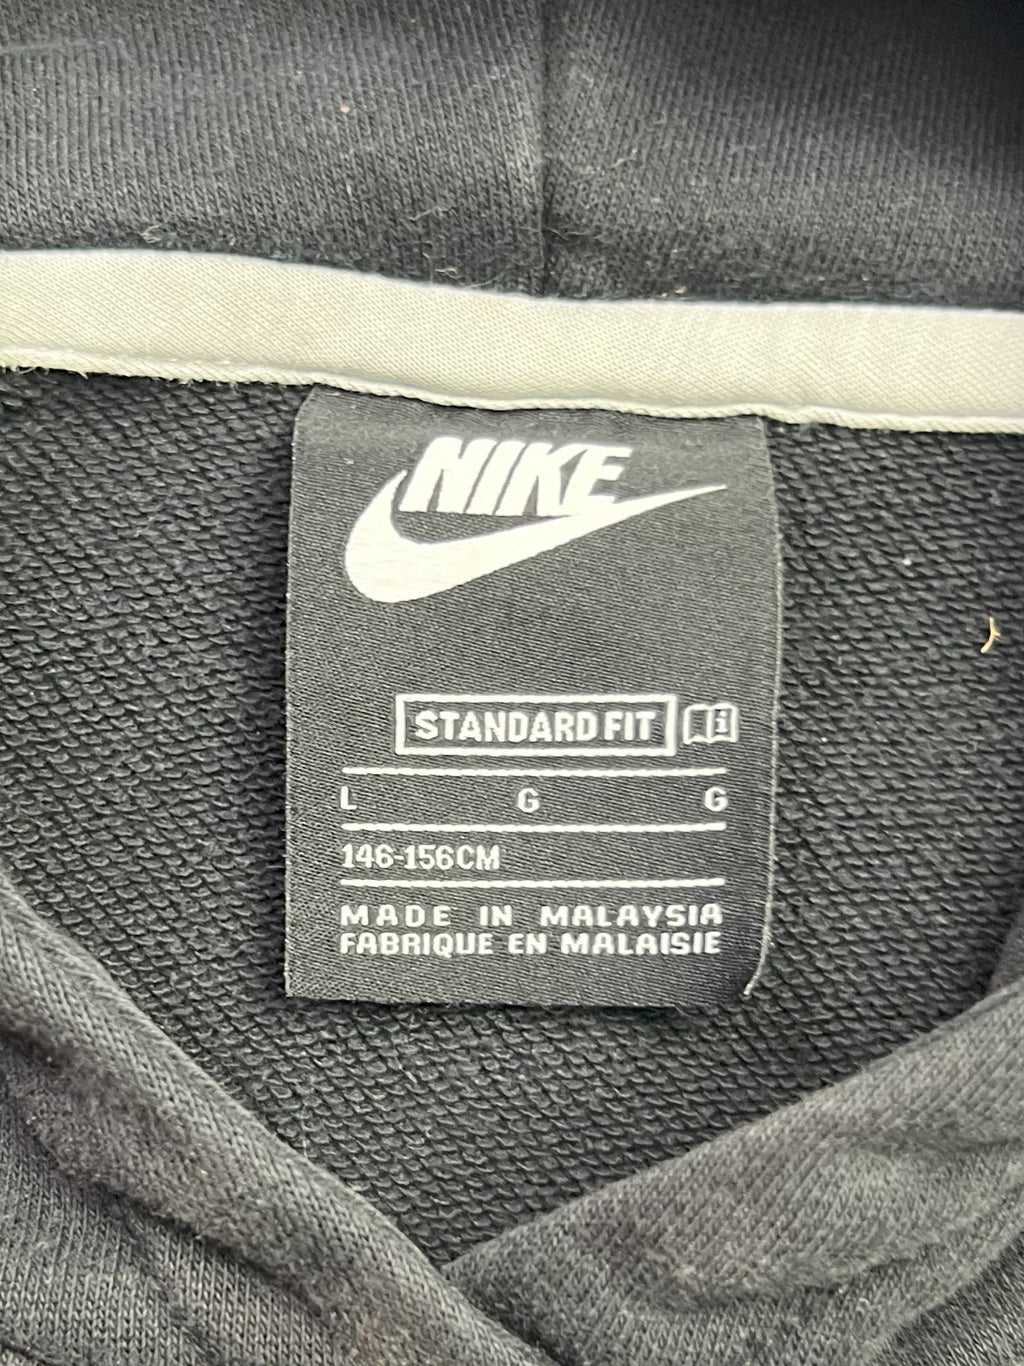 NIKE
STANDARD FIT
L G G
146-156CM
MADE IN MALAYSIA
FABRIQUE EN MALAISIE